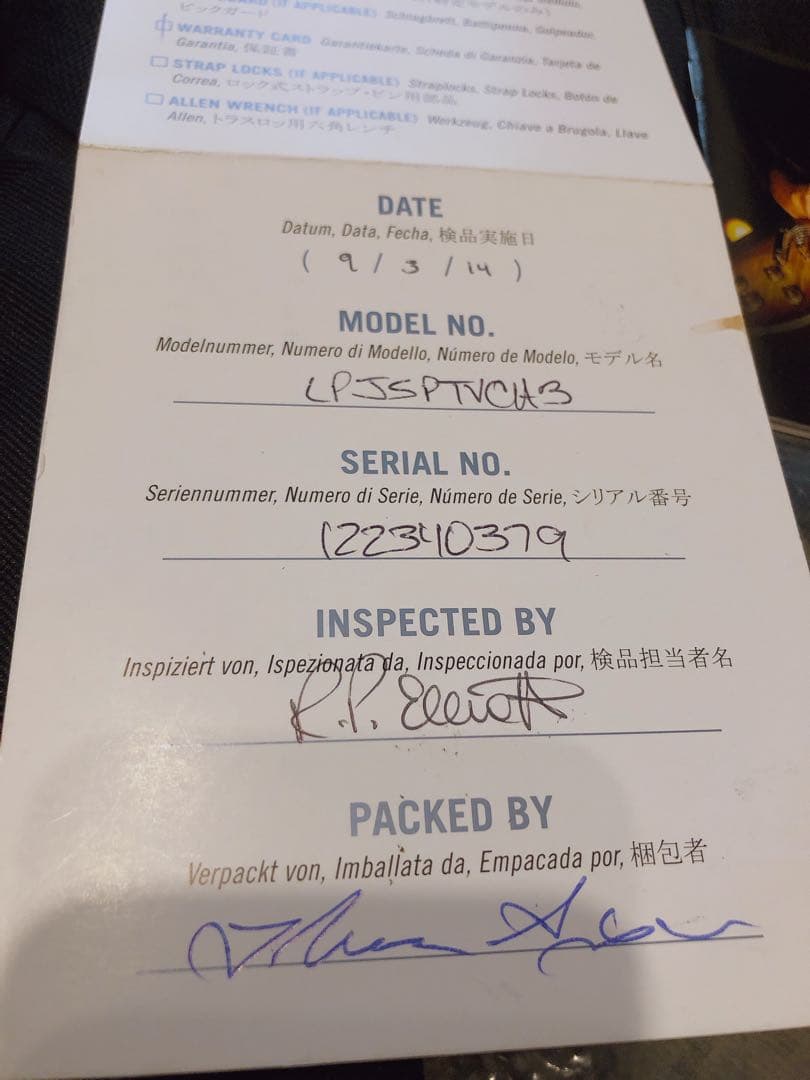 (IF APPLICABLE) Schlagbrett, Battipenna, Golpeador,
ピックガード
WARRANTY CARD Garantiekarte, Scheda di Garanzia, Tarjeta de
Garantia, 保証書
STRAP LOCKS (IF APPLICABLE) Straplocks, Strap Locks, Botón de
Correa, ロック式ストラップ・ピン用部品
ALLEN WRENCH (IF APPLICABLE) Werkzeug, Chiave a Brugola, Llave
Allen, トラスロッド用六角レンチ
DATE
Datum, Data, Fecha, 検品実施日
( 9 / 3 / 14 )
MODEL NO.
Modelnummer, Numero di Modello, Número de Modelo, モデル名
LPJSPTVCH3
SERIAL NO.
Seriennummer, Numero di Serie, Número de Serie, シリアル番号
122340379
INSPECTED BY
Inspiziert von, Ispezionata da, Inspeccionada por, 検品担当者名
R.P. Elliott
PACKED BY
Verpackt von, Imballata da, Empacada por, 梱包者